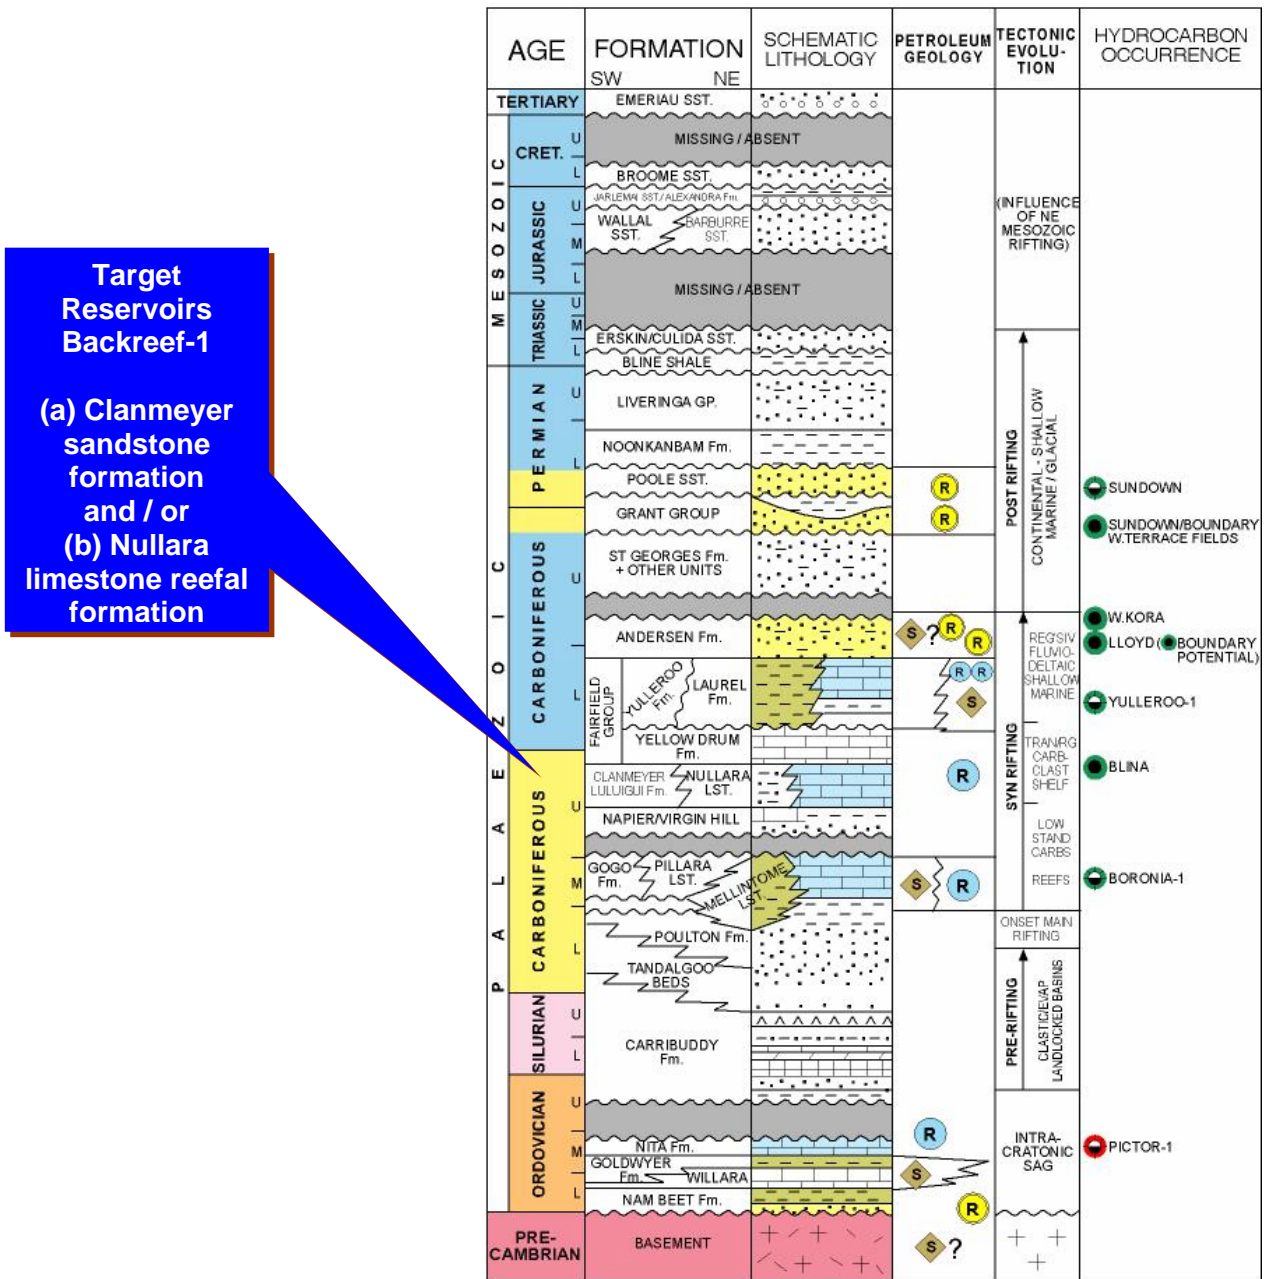 Target
Reservoirs
Backreef-1
(a) Clanmeyer
sandstone
formation
and / or
(b) Nullara
limestone reefal
formation
AGE
FORMATION
SW NE
SCHEMATIC
LITHOLOGY
PETROLEUM
GEOLOGY
TECTONIC
EVOLU-
TION
HYDROCARBON
OCCURRENCE
TERTIARY
EMERIAU SST.
MESOZOIC
CRET.
U
L
MISSING / ABSENT
BROOME SST.
JURASSIC
U
M
L
JARLEMAI SST./ALEXANDRA Fm.
WALLAL
SST.
BARBURRE
SST.
MISSING / ABSENT
(INFLUENCE
OF NE
MESOZOIC
RIFTING)
TRIASSIC
U
M
L
ERSKIN/CULIDA SST.
BLINE SHALE
PALAEOZOIC
PERMIAN
U
L
LIVERINGA GP.
NOONKANBAM Fm.
POOLE SST.
R
SUNDOWN
GRANT GROUP
R
SUNDOWN/BOUNDARY
W.TERRACE FIELDS
POST RIFTING
CONTINENTAL - SHALLOW
MARINE / GLACIAL
CARBONIFEROUS
U
L
ST GEORGES Fm.
+ OTHER UNITS
ANDERSEN Fm.
S ? R R
W.KORA
LLOYD ( BOUNDARY
POTENTIAL)
SYN RIFTING
REG'SIV
FLUVIO-
DELTAIC
SHALLOW
MARINE
FAIRFIELD
GROUP
YULLEROO
Fm.
LAUREL
Fm.
R R
S
YULLEROO-1
YELLOW DRUM
Fm.
TRAN/RG
CARB-
CLAST
SHELF
CARBONIFEROUS
U
M
L
CLANMEYER
LULUIGUI Fm.
NULLARA
LST.
R
BLINA
NAPIER/VIRGIN HILL
LOW
STAND
CARBS
GOGO
Fm.
PILLARA
LST.
MELLINTOME
LST.
S R
REEFS
BORONIA-1
POULTON Fm.
ONSET MAIN
RIFTING
TANDALGOO
BEDS
PRE-RIFTING
CLASTIC/EVAP
LANDLOCKED BASINS
SILURIAN
U
L
CARRIBUDDY
Fm.
ORDOVICIAN
U
M
L
R
NITA Fm.
GOLDWYER
Fm.
WILLARA
S
INTRA-
CRATONIC
SAG
PICTOR-1
NAM BEET Fm.
R
PRE-
CAMBRIAN
BASEMENT
S ?